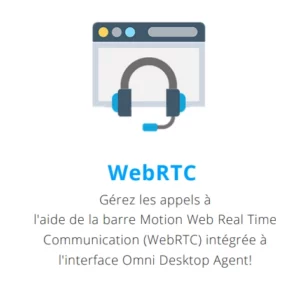 WebRTC
Gérez les appels à
l'aide de la barre Motion Web Real Time
Communication (WebRTC) intégrée à
l'interface Omni Desktop Agent!